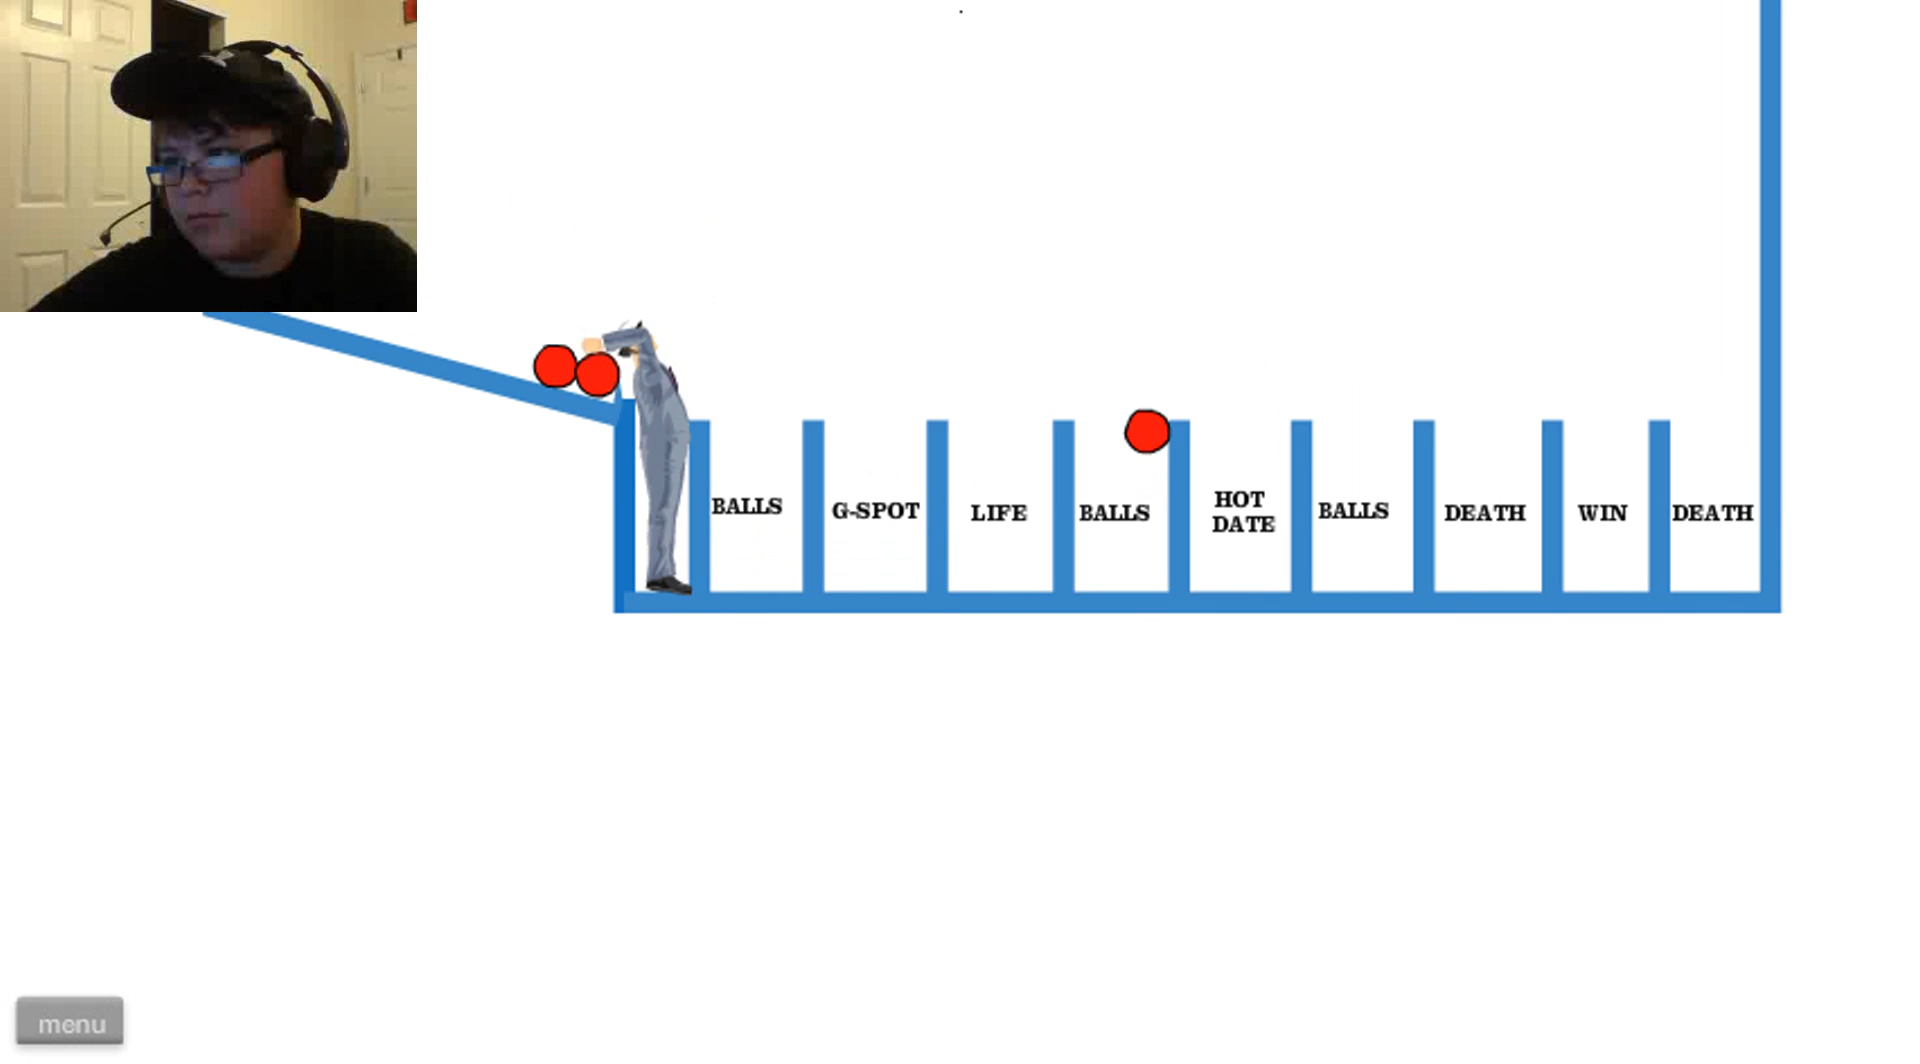 BALLS
G-SPOT
LIFE
BALLS
HOT
DATE
BALLS
DEATH
WIN
DEATH
menu